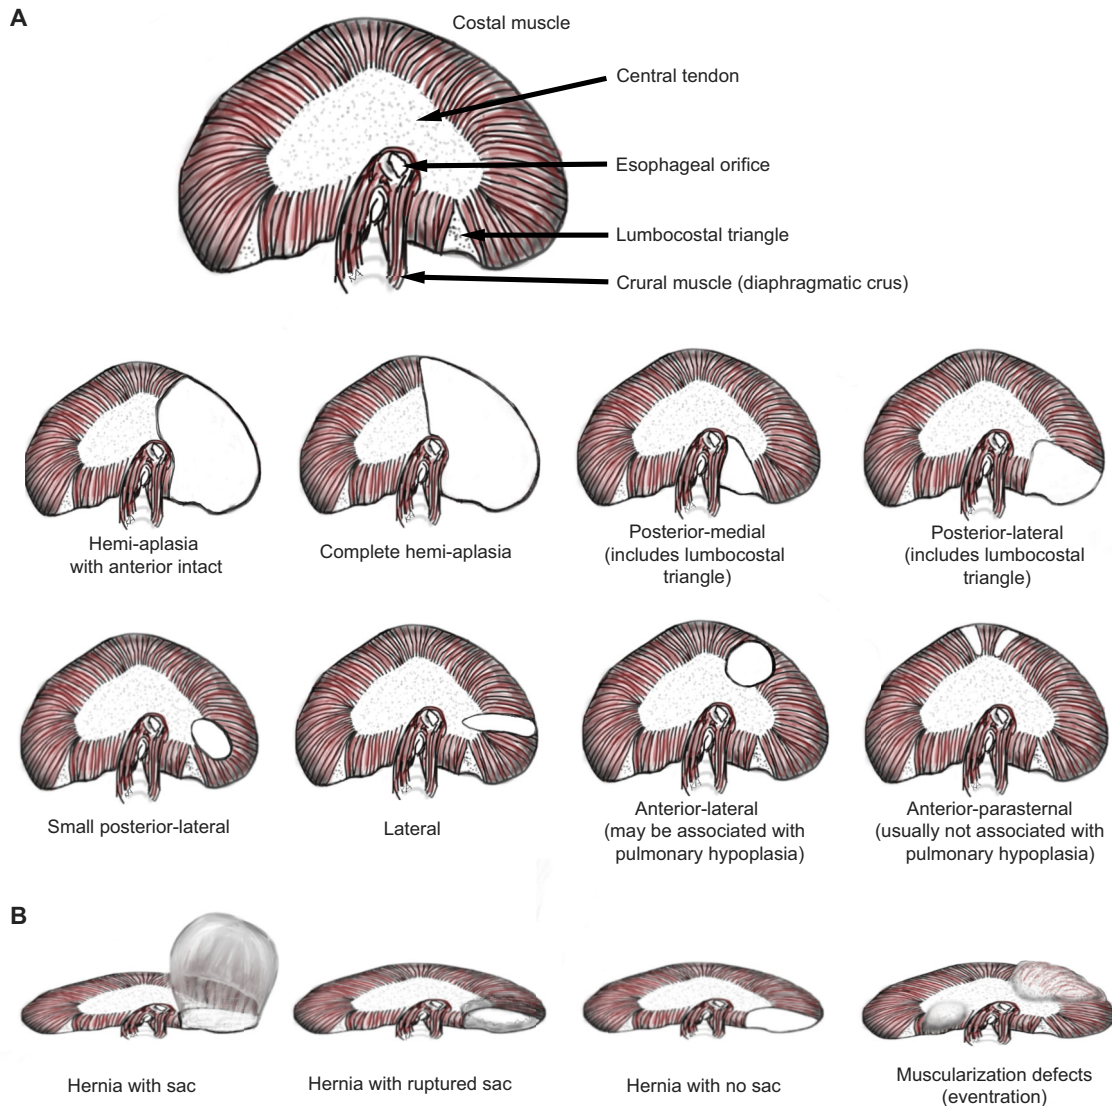 A
Costal muscle
Central tendon
Esophageal orifice
Lumbocostal triangle
Crural muscle (diaphragmatic crus)
Hemi-aplasia
with anterior intact
Complete hemi-aplasia
Posterior-medial
(includes lumbocostal
triangle)
Posterior-lateral
(includes lumbocostal
triangle)
Small posterior-lateral
Lateral
Anterior-lateral
(may be associated with
pulmonary hypoplasia)
Anterior-parasternal
(usually not associated with
pulmonary hypoplasia)
B
Hernia with sac
Hernia with ruptured sac
Hernia with no sac
Muscularization defects
(eventration)